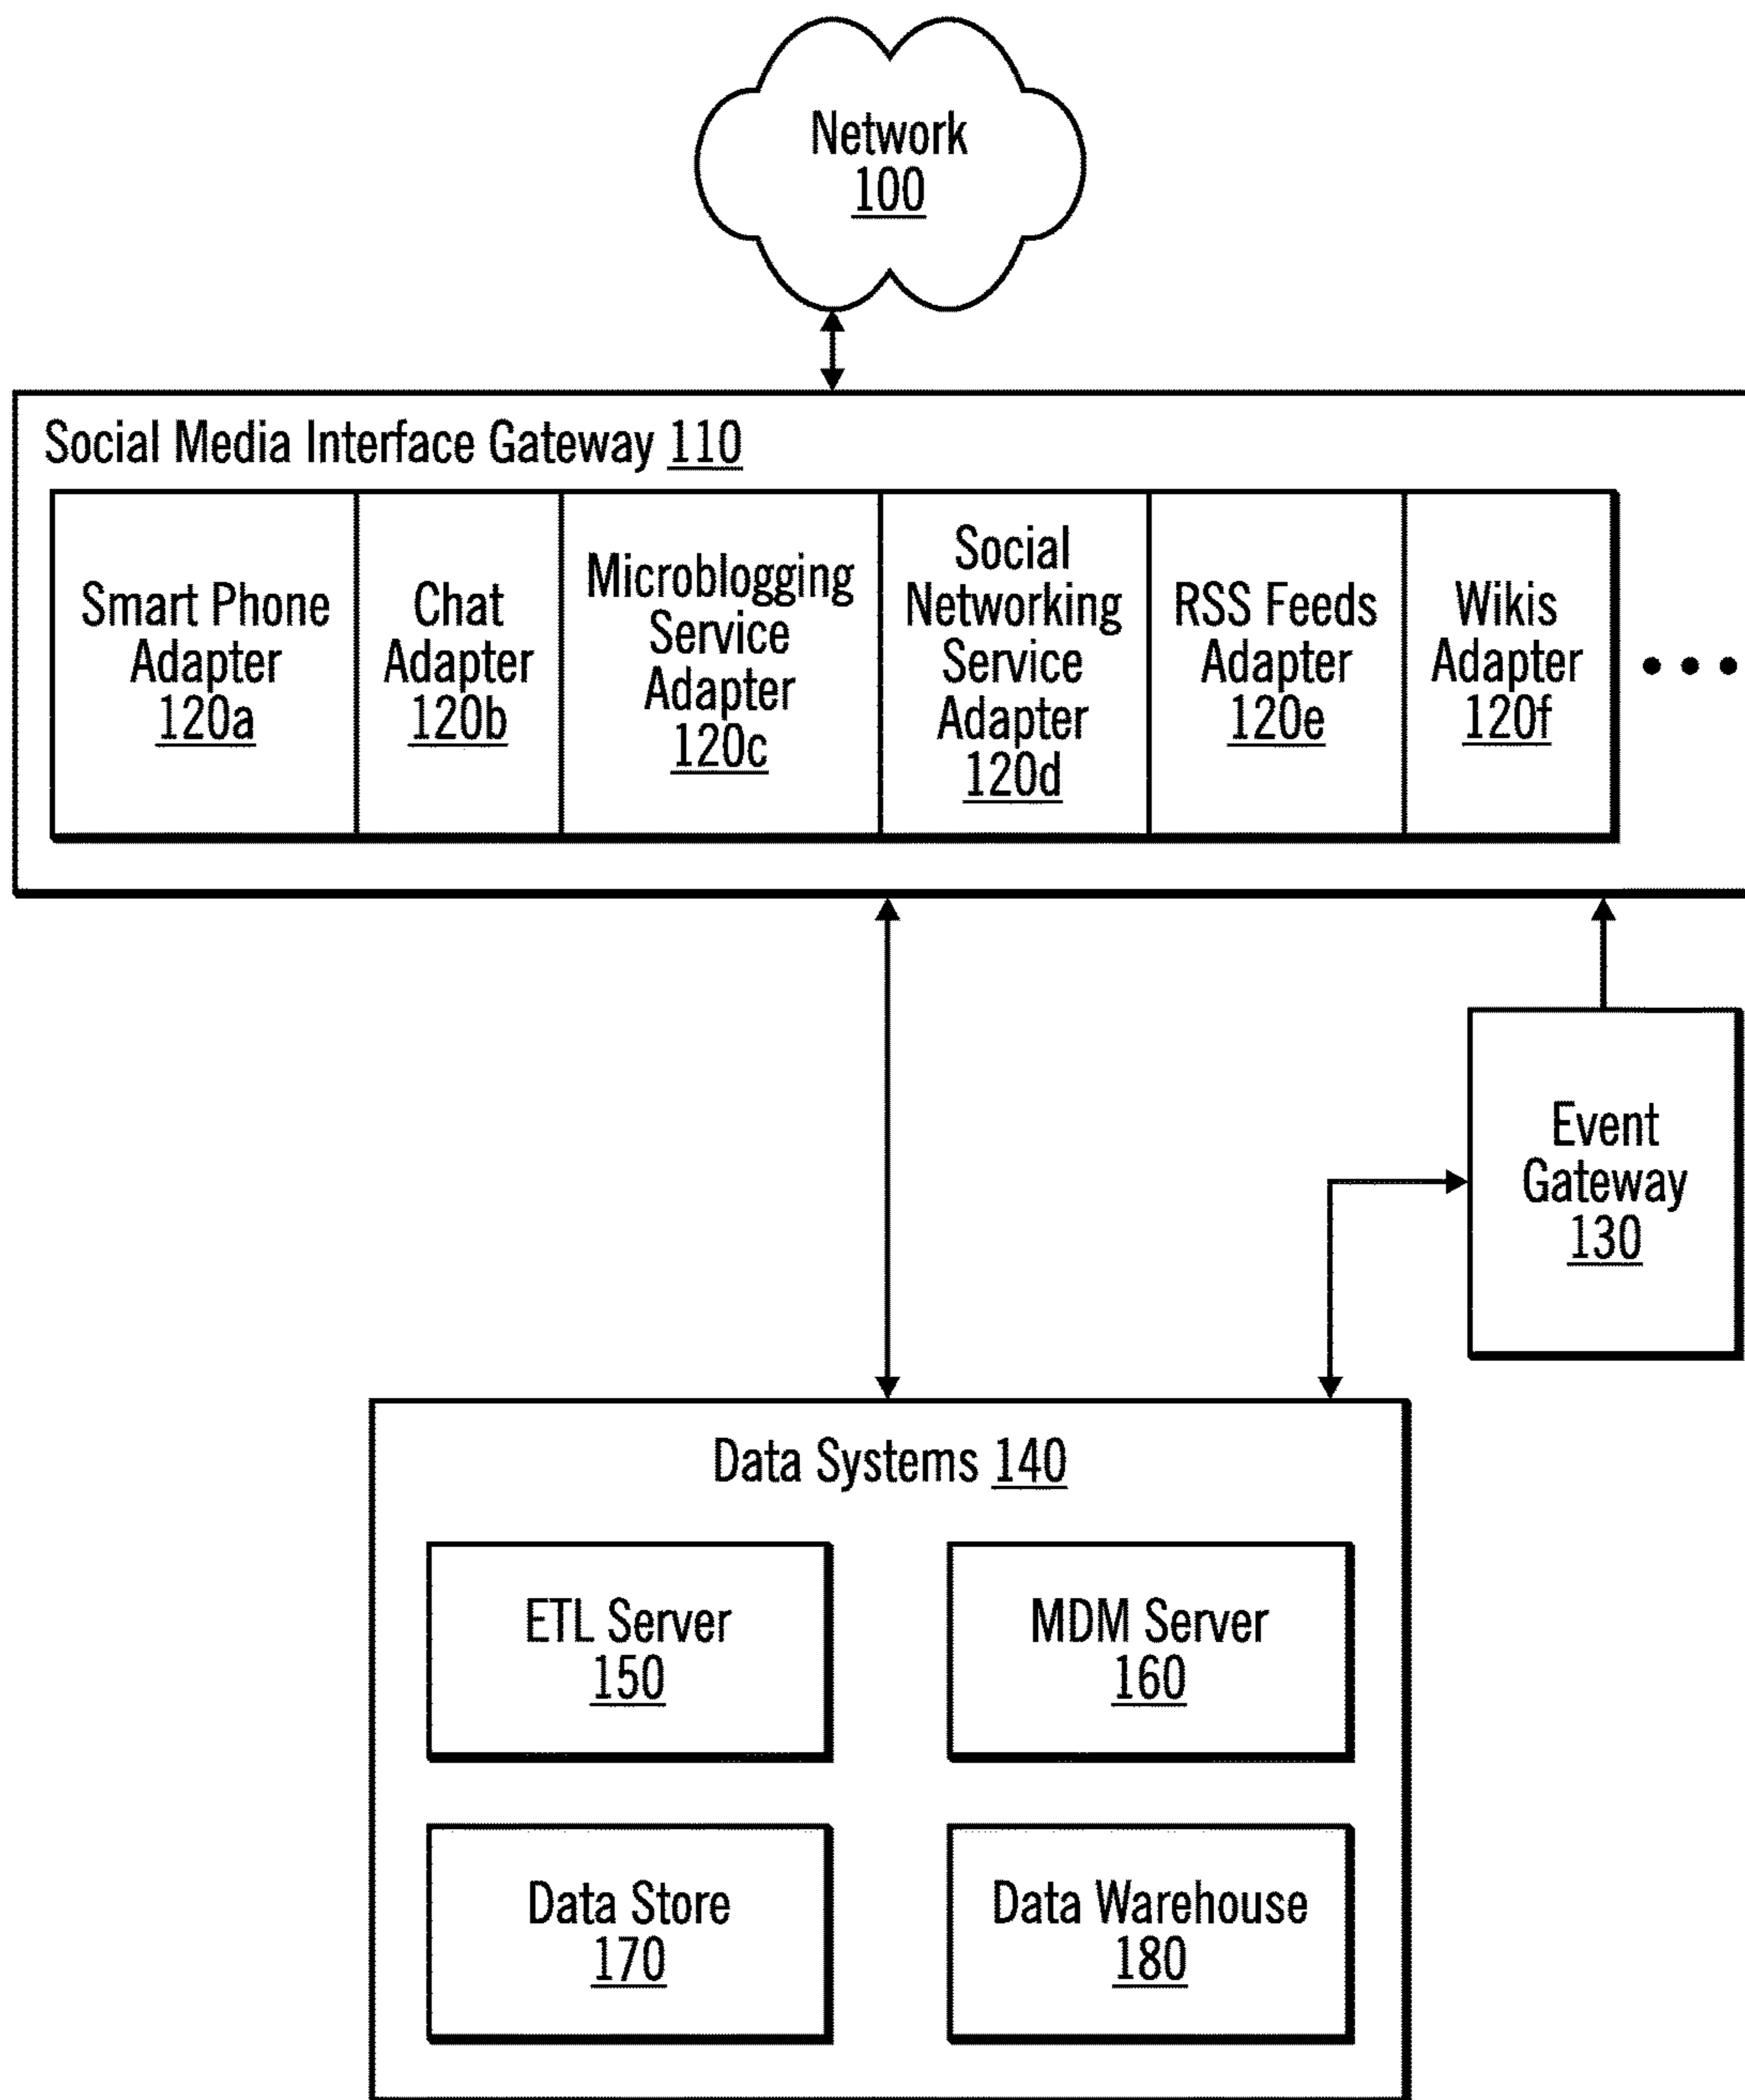 Network
100
Social Media Interface Gateway 110
Smart Phone
Adapter
120a
Chat
Adapter
120b
Microblogging
Service
Adapter
120c
Social
Networking
Service
Adapter
120d
RSS Feeds
Adapter
120e
Wikis
Adapter
120f
Event
Gateway
130
Data Systems 140
ETL Server
150
MDM Server
160
Data Store
170
Data Warehouse
180